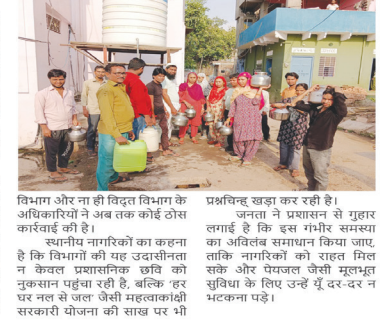 विभाग और ना ही विद्युत विभाग के
अधिकारियों ने अब तक कोई ठोस
कार्रवाई की है।
स्थानीय नागरिकों का कहना
है कि विभागों की यह उदासीनता
न केवल प्रशासनिक छवि को
नुकसान पहुंचा रही है, बल्कि ‘हर
घर नल से जल’ जैसी महत्वाकांक्षी
सरकारी योजना की साख पर भी
प्रश्नचिन्ह खड़ा कर रही है।
जनता ने प्रशासन से गुहार
लगाई है कि इस गंभीर समस्या
का अविलंब समाधान किया जाए,
ताकि नागरिकों को राहत मिल
सके और पेयजल जैसी मूलभूत
सुविधा के लिए उन्हें यूँ दर-दर न
भटकना पड़े।